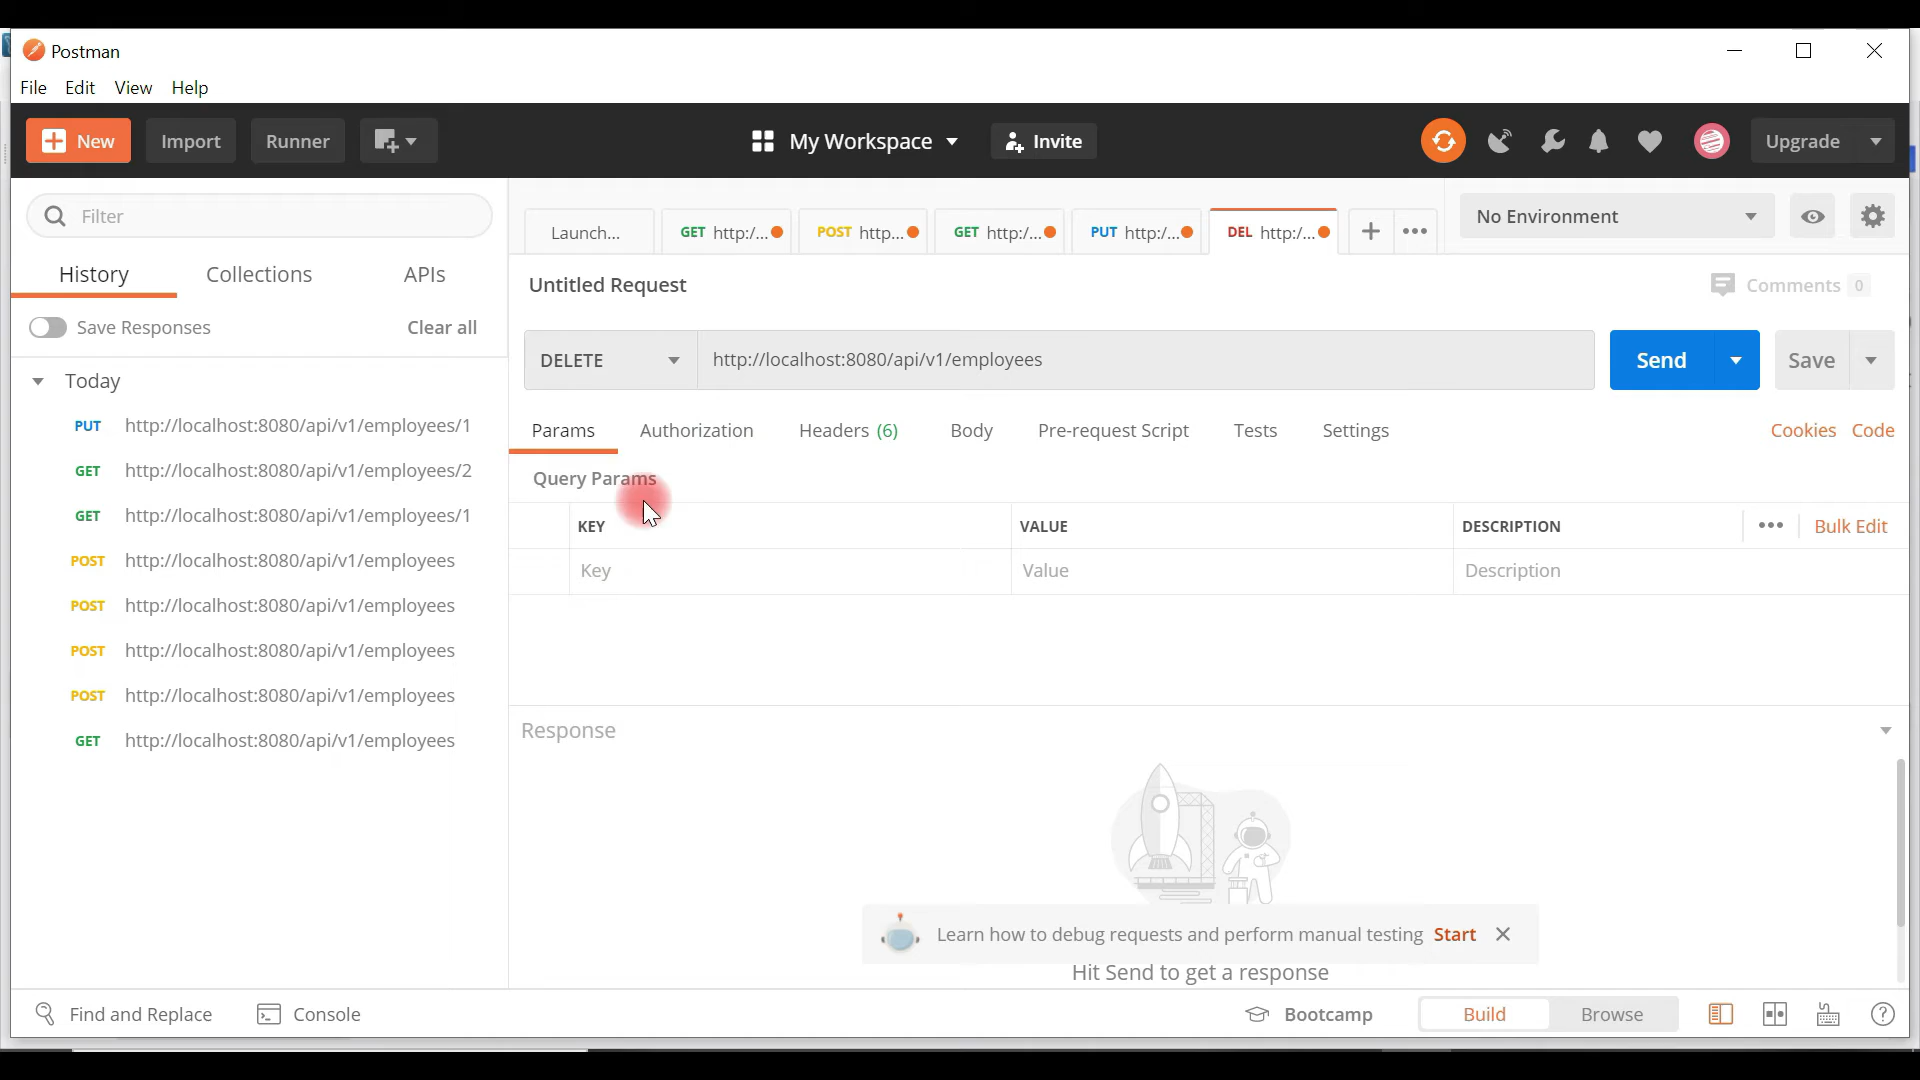 Postman
File Edit View Help
New Import Runner My Workspace Invite Upgrade
Filter
Launch... GET http:/... POST http... GET http:/... PUT http:/... DEL http:/... No Environment
History Collections APIs
Untitled Request Comments 0
Save Responses Clear all
DELETE http://localhost:8080/api/v1/employees Send Save
Today
PUT http://localhost:8080/api/v1/employees/1
GET http://localhost:8080/api/v1/employees/2
GET http://localhost:8080/api/v1/employees/1
POST http://localhost:8080/api/v1/employees
POST http://localhost:8080/api/v1/employees
POST http://localhost:8080/api/v1/employees
POST http://localhost:8080/api/v1/employees
GET http://localhost:8080/api/v1/employees
Params Authorization Headers (6) Body Pre-request Script Tests Settings Cookies Code
Query Params
KEY VALUE DESCRIPTION Bulk Edit
Key Value Description
Response
Learn how to debug requests and perform manual testing Start
Hit Send to get a response
Find and Replace Console Bootcamp Build Browse